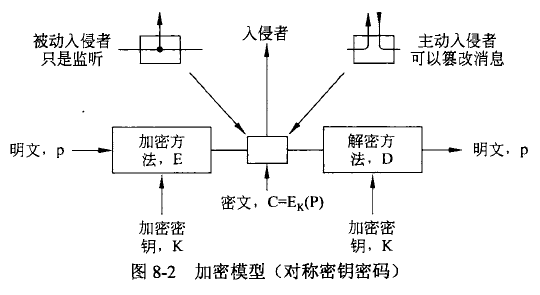 被动入侵者
只是监听
入侵者
主动入侵者
可以篡改消息
明文，p
加密方
法，E
解密方
法，D
明文，p
密文，C=EK(P)
加密密
钥，K
加密密
钥，K
图 8-2 加密模型（对称密钥密码）